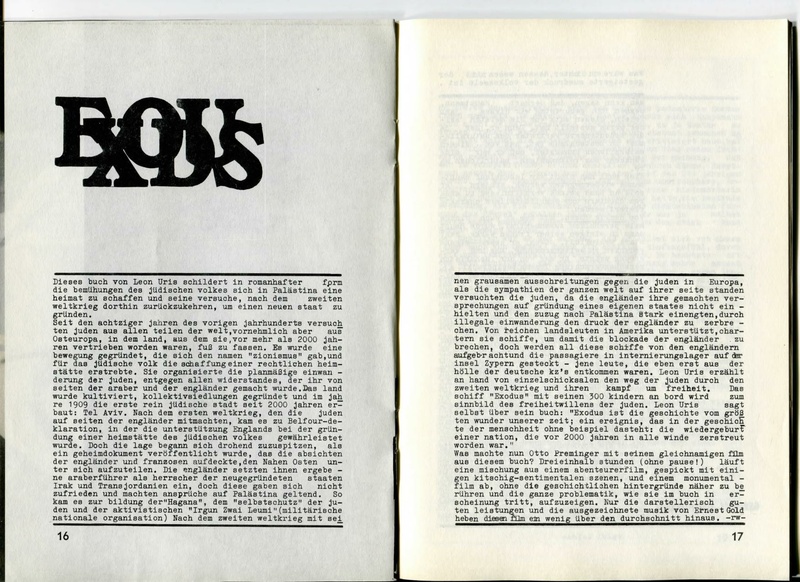 EXODUS
Dieses buch von Leon Uris schildert in romanhafter fprm
die bemühungen des jüdischen volkes sich in Palästina eine
heimat zu schaffen und seine versuche, nach dem zweiten
weltkrieg dorthin zurückzukehren, um einen neuen staat zu
gründen.
Seit den achtziger jahren des vorigen jahrhunderts versuch
ten juden aus allen teilen der welt,vornehmlich aber aus
Osteuropa, in dem land, aus dem sie,vor mehr als 2000 jah-
ren vertrieben worden waren, fuß zu fassen. Es wurde eine
bewegung gegründet, die sich den namen "zionismus" gab,und
für das jüdische volk die schaffung einer rechtlichen heim-
stätte erstrebte. Sie organisierte die planmäßige einwan -
derung der juden, entgegen allen widerstandes, der ihr von
seiten der araber und der engländer gemacht wurde.Das land
wurde kultiviert, kollektivsiedlungen gegründet und im jah
re 1909 die erste rein jüdische stadt seit 2000 jahren er-
baut: Tel Aviv. Nach dem ersten weltkrieg, den die juden
auf seiten der engländer mitmachten, kam es zu Belfour-de-
klaration, in der die unterstützung Englands bei der grün-
dung einer heimstätte des jüdischen volkes gewährleistet
wurde. Doch die lage begann sich drohend zuzuspitzen, als
ein geheimdokument veröffentlicht wurde, das die absichten
der engländer und franzosen aufdeckte,den Nahen Osten un-
ter sich aufzuteilen. Die engländer setzten ihnen ergebe -
ne araberführer als herrscher der neugegründeten staaten
Irak und Transjordanien ein, doch diese gaben sich nicht
zufrieden und machten ansprüche auf Palästina geltend. So
kam es zur bildung der"Hagana", dem "selbstschutz" der ju-
den und der aktivistischen "Irgun Zwai Leumi"(militärische
nationale organisation) Nach dem zweiten weltkrieg mit sei
16
nen grausamen ausschreitungen gegen die juden in Europa,
als die sympathien der ganzen welt auf ihrer seite standen
versuchten die juden, da die engländer ihre gemachten ver-
sprechungen auf gründung eines eigenen staates nicht ein -
hielten und den zuzug nach Palästina stark einengten,durch
illegale einwanderung den druck der engländer zu zerbre -
chen. Von reichen landsleuten in Amerika unterstützt,char-
tern sie schiffe, um damit die blockade der engländer zu
brechen, doch werden all diese schiffe von den engländern
aufgebracht und die passagiere in internierungslager auf der
insel Zypern gesteckt - jene leute, die eben erst aus der
hölle der deutsche kz's entkommen waren. Leon Uris erzählt
an hand von einzelschicksalen den weg der juden durch den
zweiten weltkrieg und ihren kampf um freiheit. Das
schiff "Exodus" mit seinen 300 kindern an bord wird zum
sinnbild des freiheitwillens der juden. Leon Uris sagt
selbst über sein buch: "Exodus ist die geschichte vom größ
ten wunder unserer zeit; ein ereignis, das in der geschich
te der menschheit ohne beispiel dasteht: die wiedergeburt
einer nation, die vor 2000 jahren in alle winde zerstreut
worden war."
Was machte nun Otto Preminger mit seinem gleichnamigen film
aus diesem buch? Dreieinhalb stunden (ohne pause!) läuft
eine mischung aus einem abenteurerfilm, gespickt mit eini-
gen kitschig-sentimentalen szenen, und einem monumental -
film ab, ohne die geschichtlichen hintergründe näher zu be
rühren und die ganze problematik, wie sie im buch in er-
scheinung tritt, aufzuzeigen. Nur die darstellerisch gu-
ten leistungen und die ausgezeichnete musik von Ernest Gold
heben diesen film ein wenig über den durchschnitt hinaus. -rw-
17